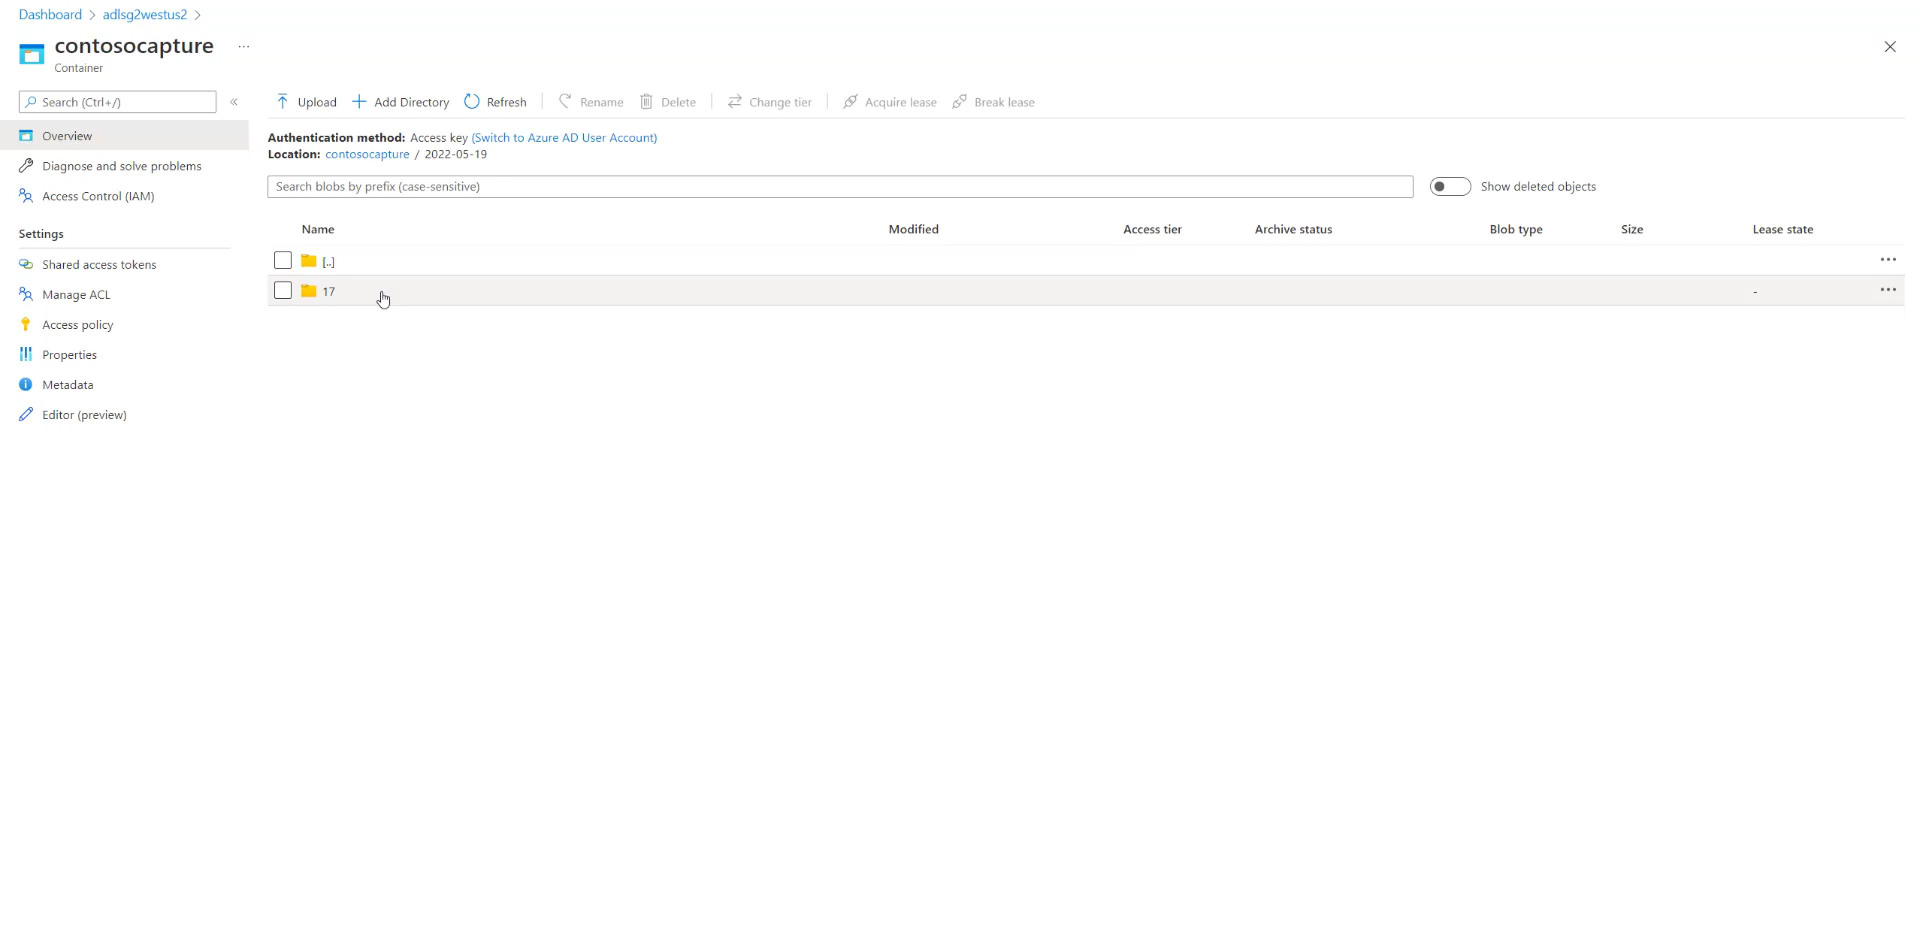 Dashboard > adlsg2westus2 >
contosocapture ...
Container
Search (Ctrl+/) «
Overview
Diagnose and solve problems
Access Control (IAM)
Settings
Shared access tokens
Manage ACL
Access policy
Properties
Metadata
Editor (preview)
Upload Add Directory Refresh Rename Delete Change tier Acquire lease Break lease
Authentication method: Access key (Switch to Azure AD User Account)
Location: contosocapture / 2022-05-19
Search blobs by prefix (case-sensitive) Show deleted objects
Name Modified Access tier Archive status Blob type Size Lease state
[..] ...
17 - ...